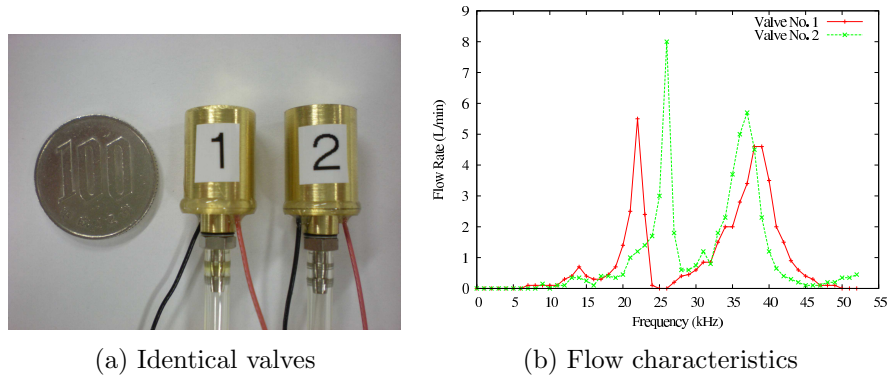 100
1
2
(a) Identical valves
Valve No. 1
Valve No. 2
Flow Rate (L/min)
9
8
7
6
5
4
3
2
1
0
0 5 10 15 20 25 30 35 40 45 50 55
Frequency (kHz)
(b) Flow characteristics